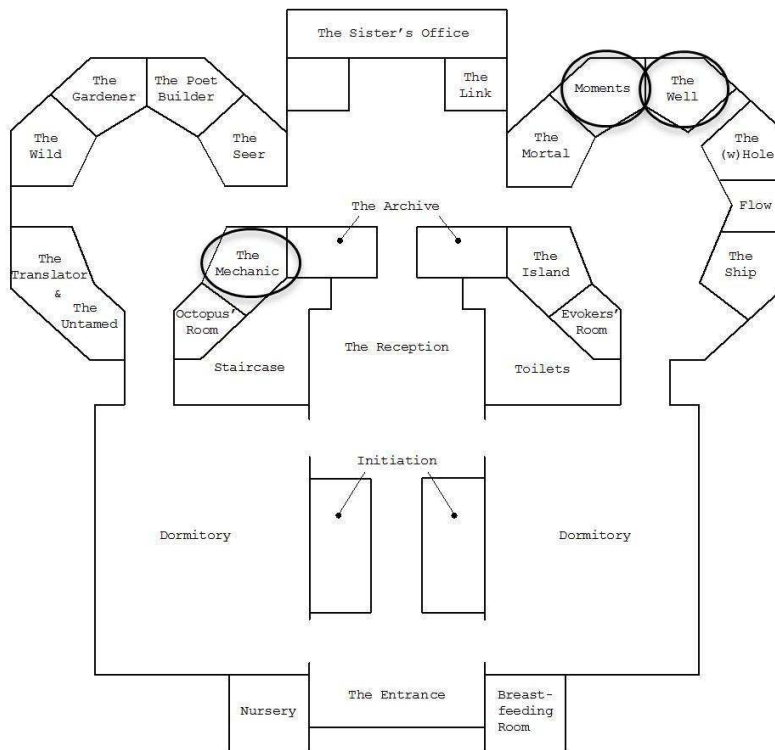 The Sister's Office
The
Link
The
Gardener
The Poet
Builder
The
Wild
The
Seer
Moments
The
Well
The
Mortal
The
(w)Hole
Flow
The
Ship
The Archive
The
Translator
&
The
Untamed
The
Mechanic
Octopus'
Room
Staircase
The
Island
Evokers'
Room
Toilets
The Reception
Initiation
Dormitory
Dormitory
Nursery
The Entrance
Breast-
feeding
Room